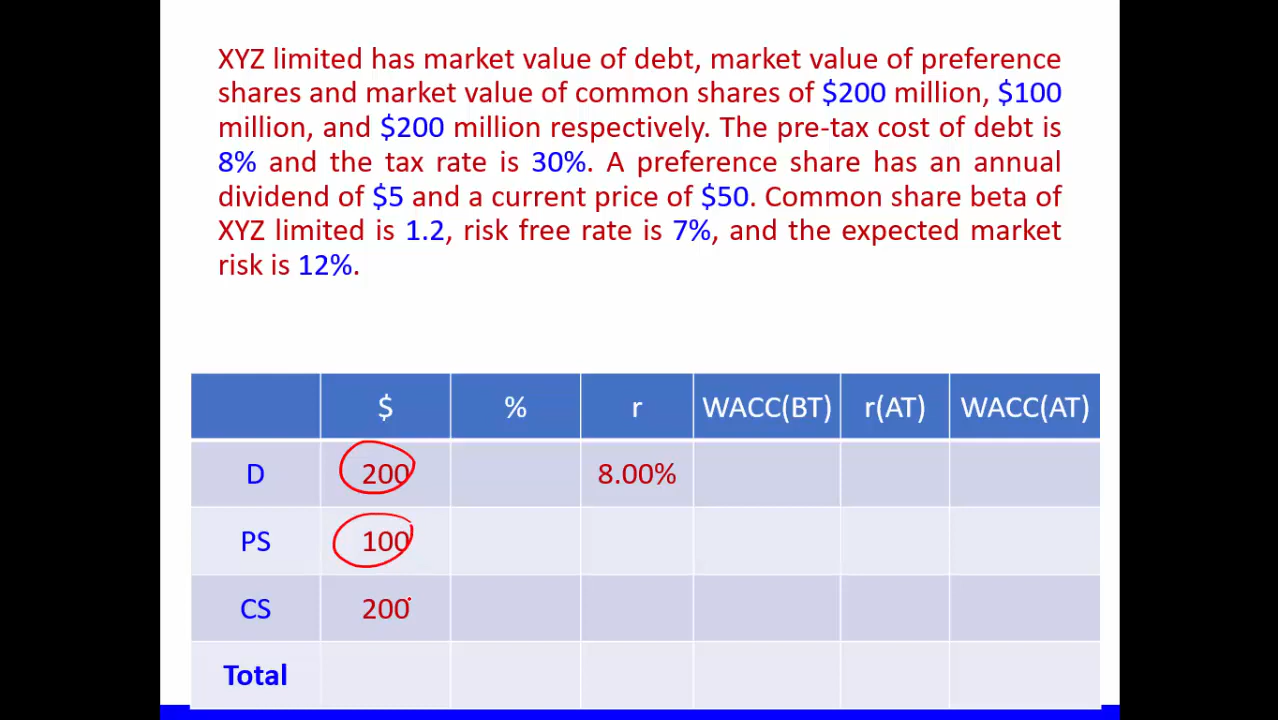 XYZ limited has market value of debt, market value of preference
shares and market value of common shares of $200 million, $100
million, and $200 million respectively. The pre-tax cost of debt is
8% and the tax rate is 30%. A preference share has an annual
dividend of $5 and a current price of $50. Common share beta of
XYZ limited is 1.2, risk free rate is 7%, and the expected market
risk is 12%.
$ % r WACC(BT) r(AT) WACC(AT)
D 200 8.00%
PS 100
CS 200
Total